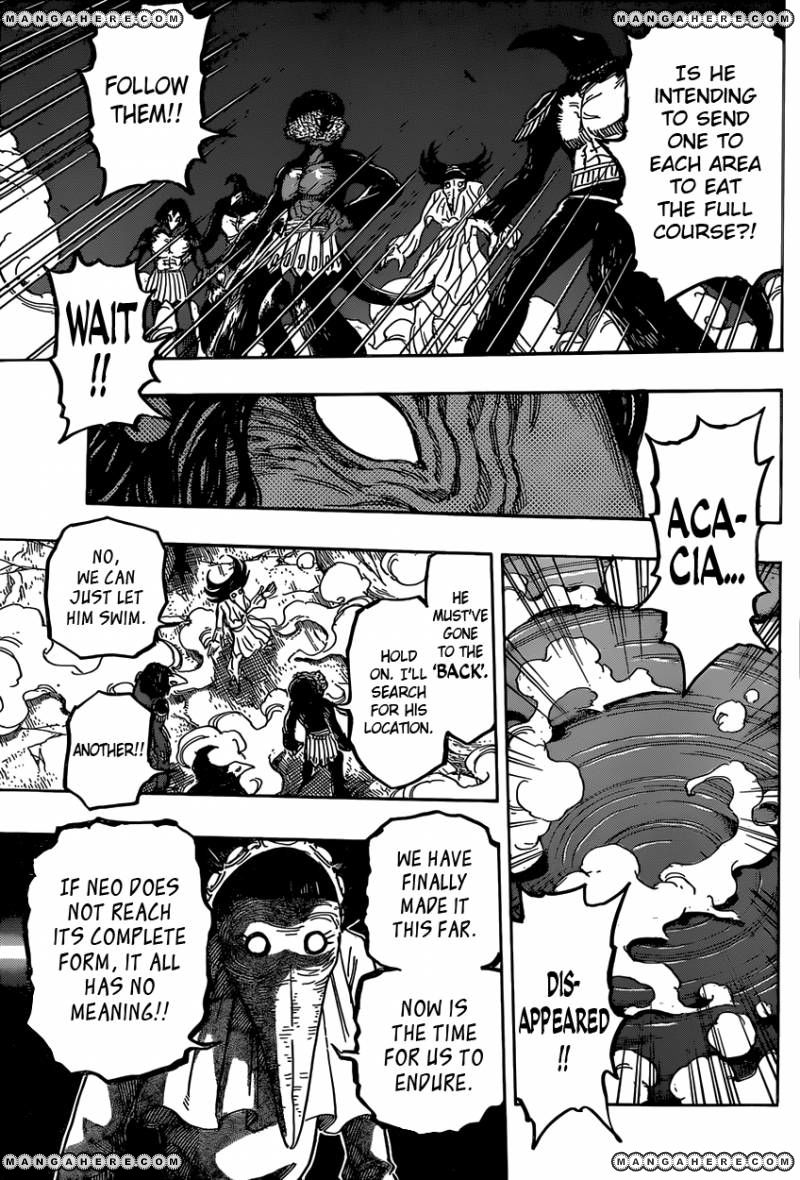 MANGAHERE.COM
MANGAHERE.COM
IS HE
INTENDING
TO SEND
ONE TO
EACH AREA
TO EAT
THE FULL
COURSE?!
FOLLOW
THEM!!
WAIT
!!
ACA-
CIA...
DIS-
APPEARED
!!
HE
MUST'VE
GONE
TO THE
'BACK'.
HOLD
ON. I'LL
SEARCH
FOR HIS
LOCATION.
NO,
WE CAN
JUST LET
HIM SWIM.
ANOTHER!!
WE HAVE
FINALLY
MADE IT
THIS FAR.
NOW IS
THE TIME
FOR US TO
ENDURE.
IF NEO DOES
NOT REACH
ITS COMPLETE
FORM, IT ALL
HAS NO
MEANING!!
MANGAHERE.COM
MANGAHERE.COM